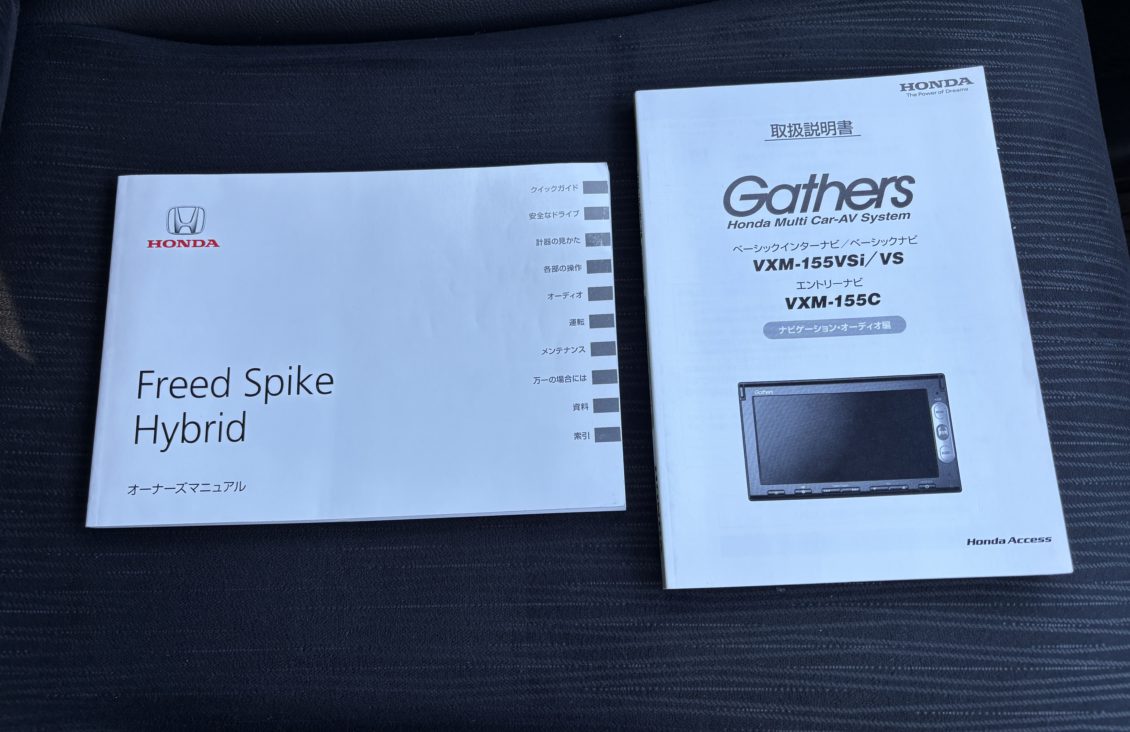 HONDA
Freed Spike
Hybrid
オーナーズマニュアル
クイックガイド
安全なドライブ
計器の見かた
各部の操作
オーディオ
運転
メンテナンス
万一の場合には
資料
索引
HONDA
The Power of Dreams
取扱説明書
Gathers
Honda Multi Car-AV System
ベーシックインターナビ／ベーシックナビ
VXM-155VSi／VS
エントリーナビ
VXM-155C
ナビゲーション・オーディオ編
Gathers
Honda Access